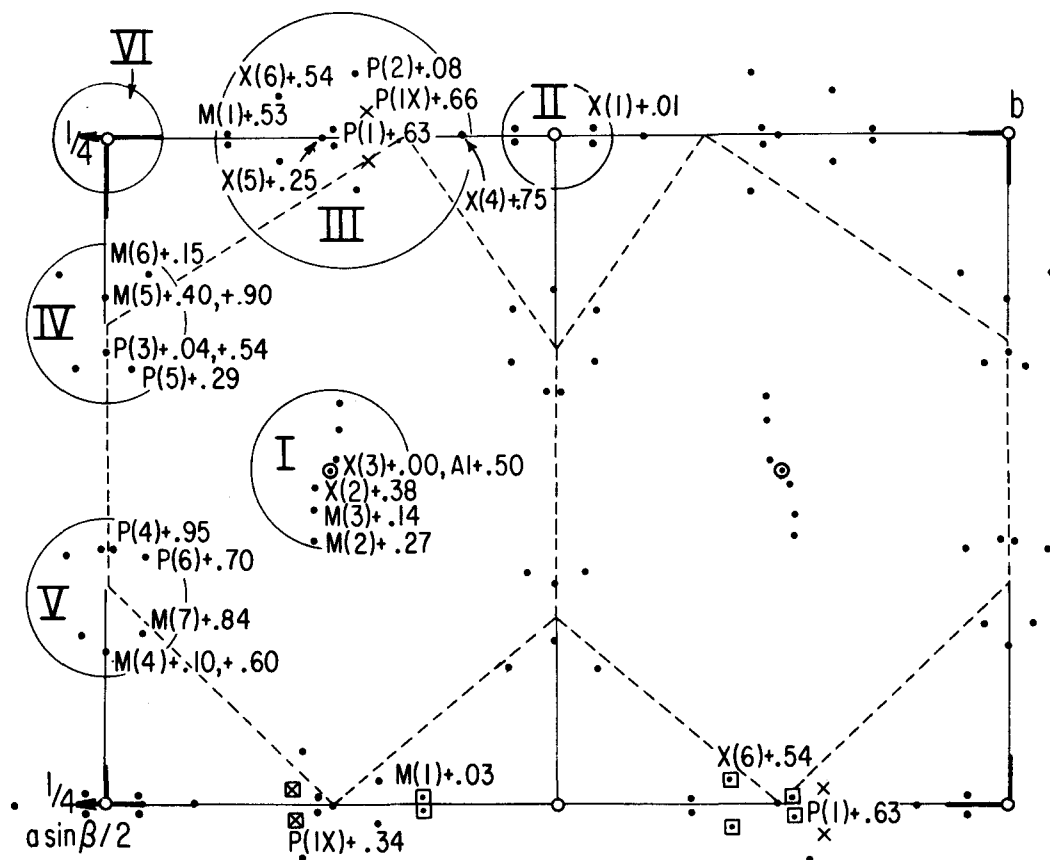 VI
X(6)+.54
P(2)+.08
M(1)+.53
P(1X)+.66
II
X(1)+.01
b
1/4
P(1)+.63
X(5)+.25
X(4)+.75
III
M(6)+.15
IV
M(5)+.40,+.90
P(3)+.04,+.54
P(5)+.29
I
X(3)+.00, Al+.50
X(2)+.38
M(3)+.14
M(2)+.27
P(4)+.95
P(6)+.70
V
M(7)+.84
M(4)+.10,+.60
M(1)+.03
X(6)+.54
1/4
P(1)+.63
a sin β/2
P(1X)+.34